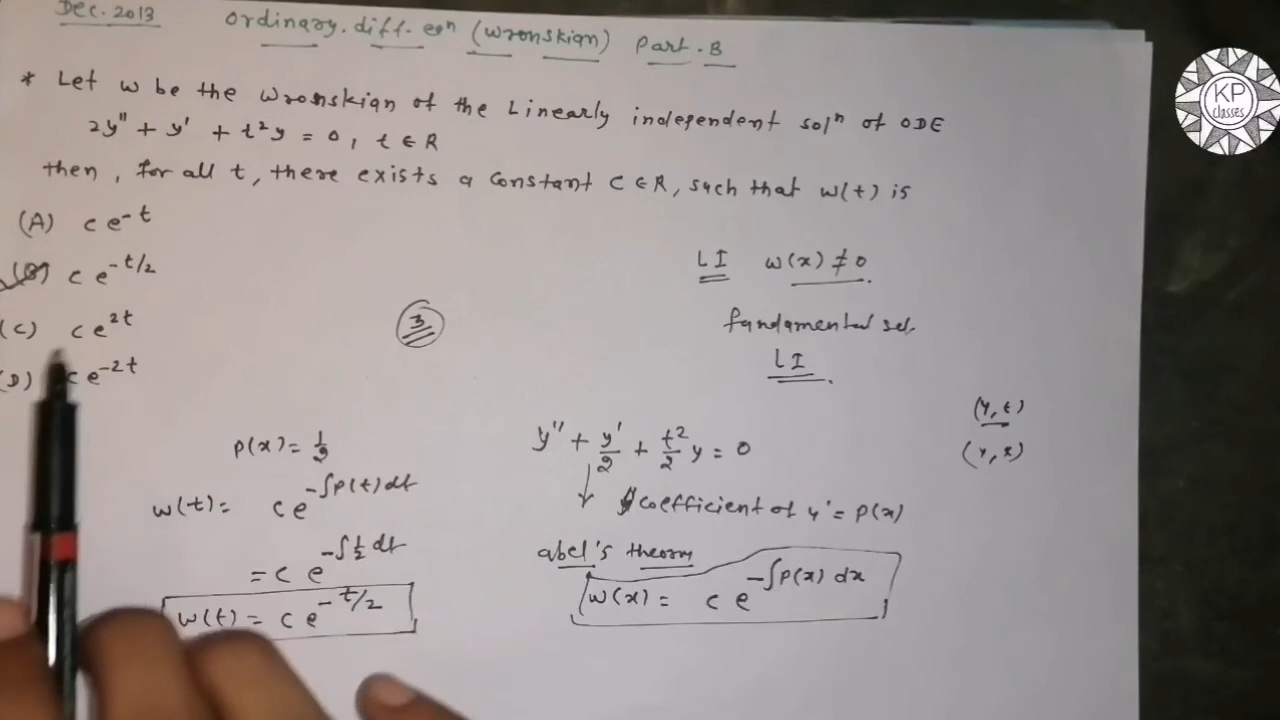 Dec. 2013
Ordinary. diff. eqn (Wronskian) Part. B
* Let w be the Wronskian of the Linearly independent solⁿ of ODE
2y" + y' + t²y = 0, t ∈ R
then, for all t, there exists a constant C ∈ R, such that w(t) is
(A) c e^-t
(B) c e^-t/2
(C) c e^2t
(D) c e^-2t
LI w(x) ≠ 0.
fundamental set.
LI
3
(y, t)
(y, x)
P(x) = 1/2
w(t) = c e^-∫P(t)dt
= c e^-∫1/2 dt
w(t) = c e^-t/2
y" + y'/2 + t²/2 y = 0
coefficient of y' = P(x)
abel's theorm
w(x) = c e^-∫P(x) dx
KP
classes